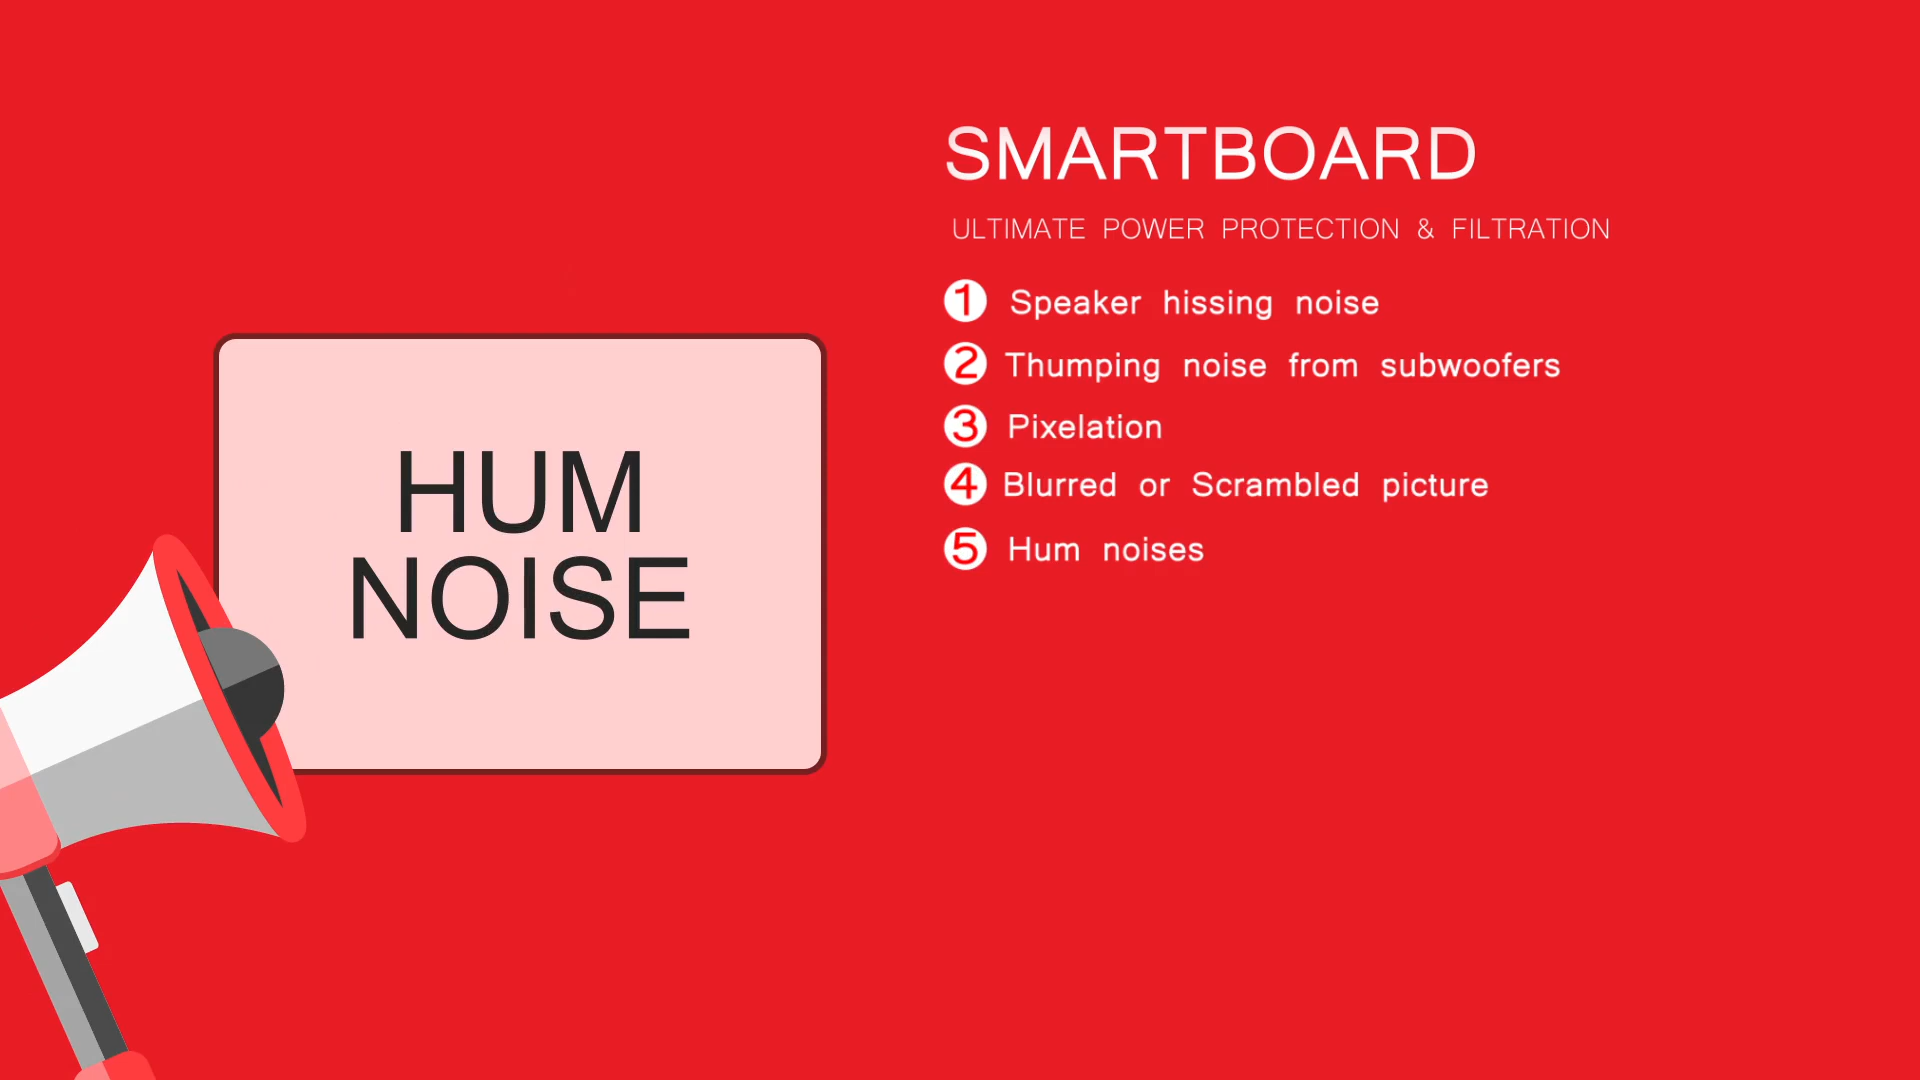 SMARTBOARD
ULTIMATE POWER PROTECTION & FILTRATION
1 Speaker hissing noise
2 Thumping noise from subwoofers
3 Pixelation
4 Blurred or Scrambled picture
5 Hum noises
HUM
NOISE